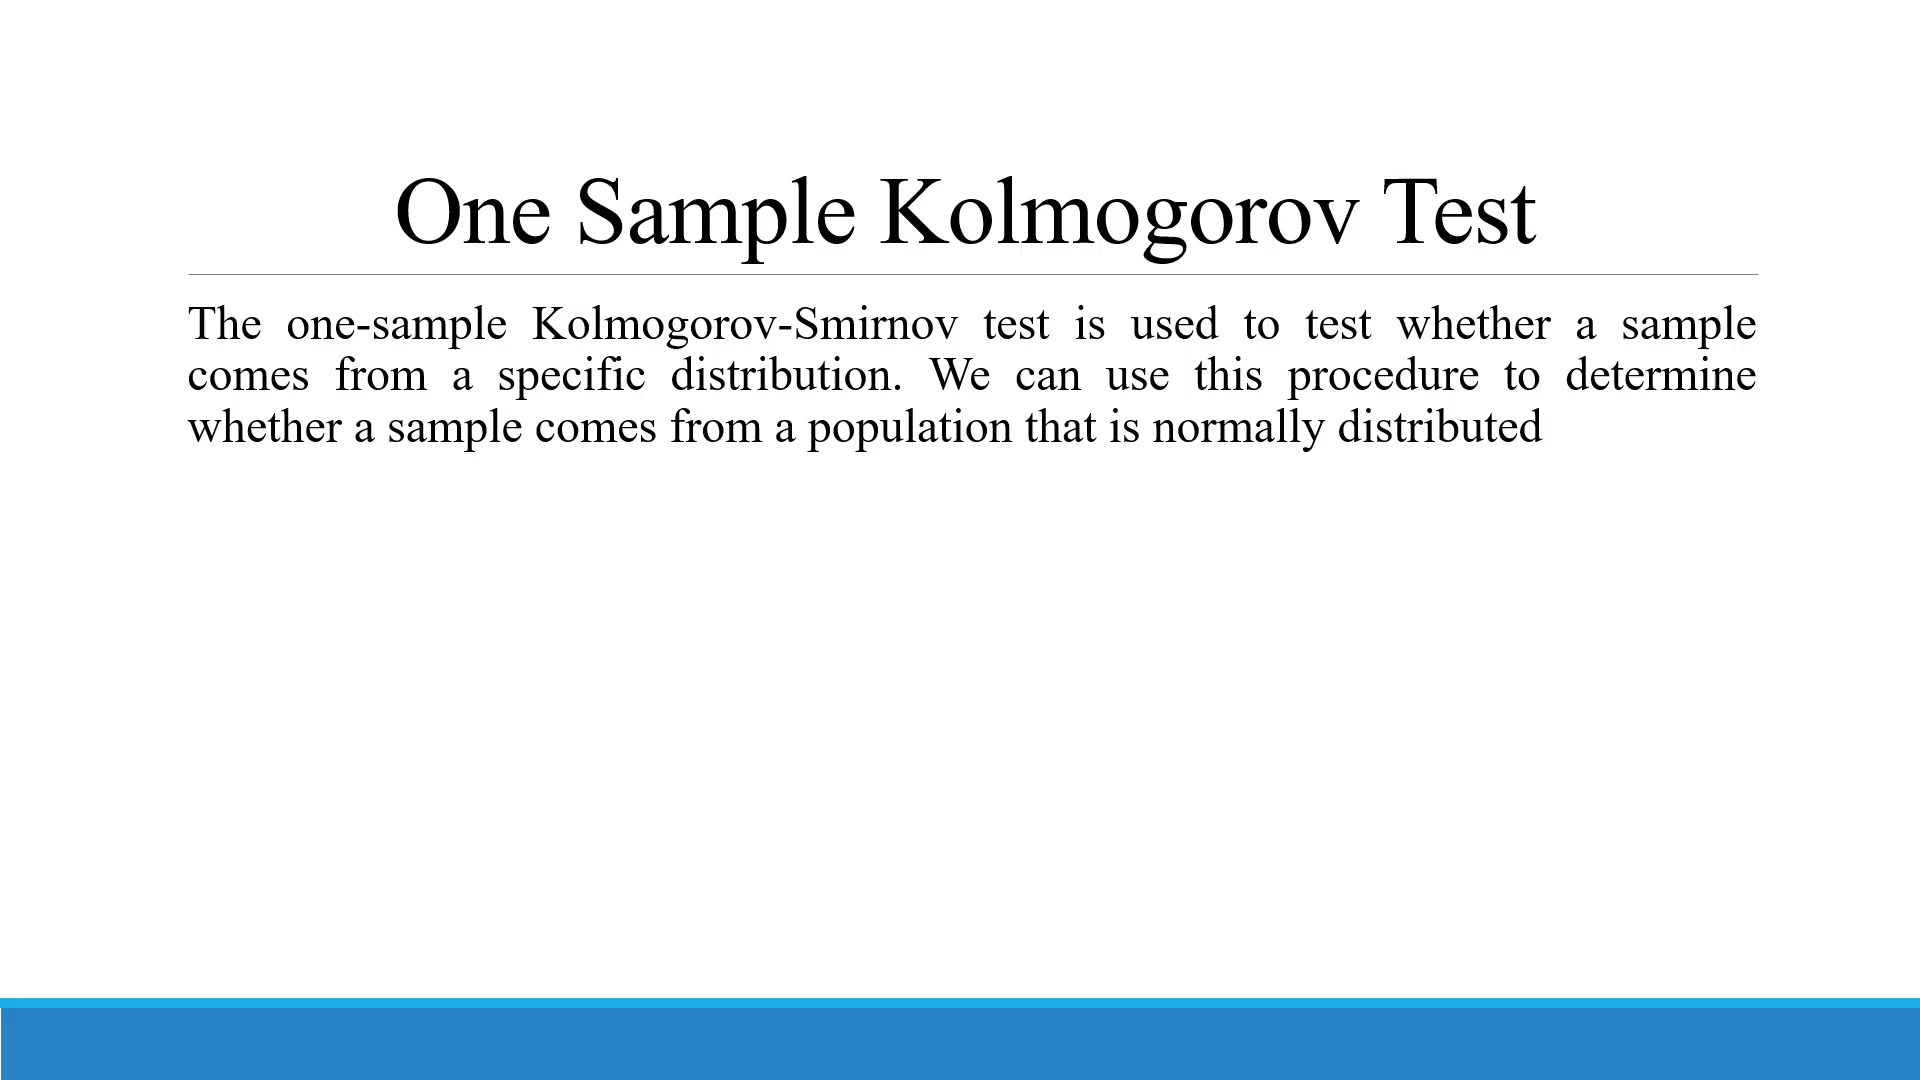 One Sample Kolmogorov Test
The one-sample Kolmogorov-Smirnov test is used to test whether a sample
comes from a specific distribution. We can use this procedure to determine
whether a sample comes from a population that is normally distributed